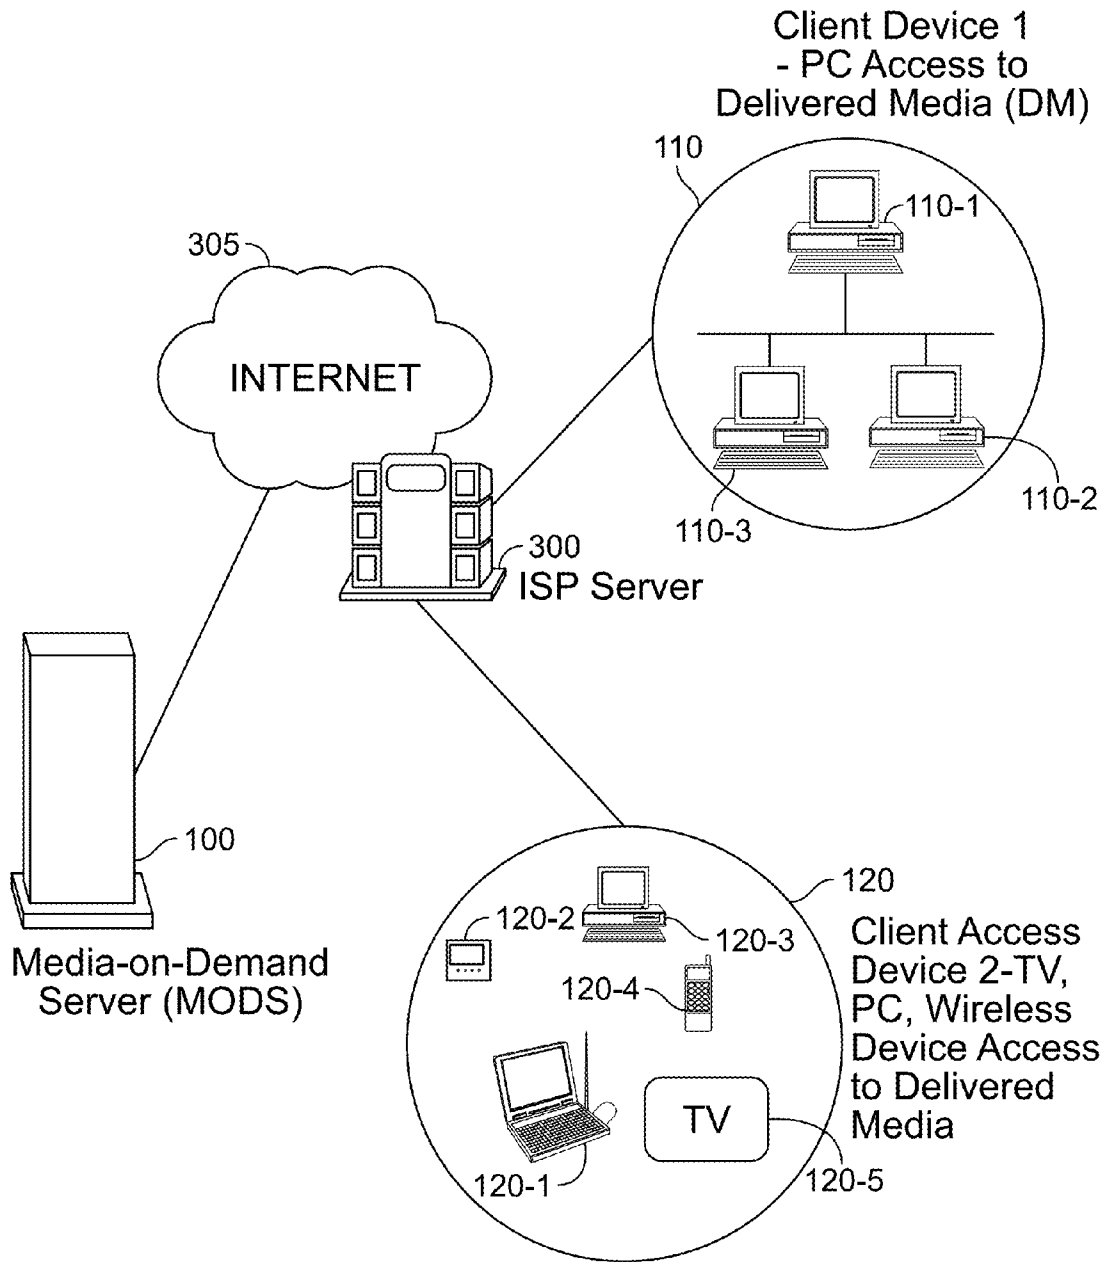 Client Device 1
- PC Access to
Delivered Media (DM)
110
110-1
305
INTERNET
110-2
110-3
300
ISP Server
100
Media-on-Demand
Server (MODS)
120
120-2
120-3
120-4
Client Access
Device 2-TV,
PC, Wireless
Device Access
to Delivered
Media
TV
120-1
120-5